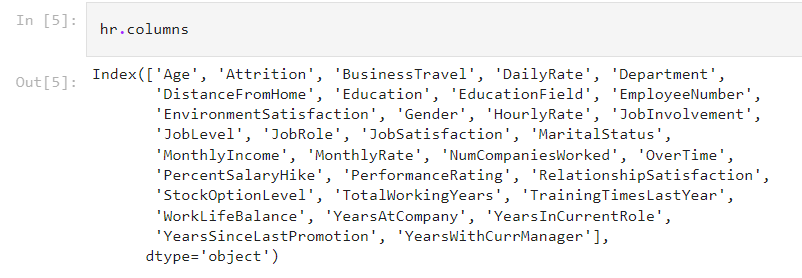 In [5]:
hr.columns
Out[5]:
Index(['Age', 'Attrition', 'BusinessTravel', 'DailyRate', 'Department',
'DistanceFromHome', 'Education', 'EducationField', 'EmployeeNumber',
'EnvironmentSatisfaction', 'Gender', 'HourlyRate', 'JobInvolvement',
'JobLevel', 'JobRole', 'JobSatisfaction', 'MaritalStatus',
'MonthlyIncome', 'MonthlyRate', 'NumCompaniesWorked', 'OverTime',
'PercentSalaryHike', 'PerformanceRating', 'RelationshipSatisfaction',
'StockOptionLevel', 'TotalWorkingYears', 'TrainingTimesLastYear',
'WorkLifeBalance', 'YearsAtCompany', 'YearsInCurrentRole',
'YearsSinceLastPromotion', 'YearsWithCurrManager'],
dtype='object')